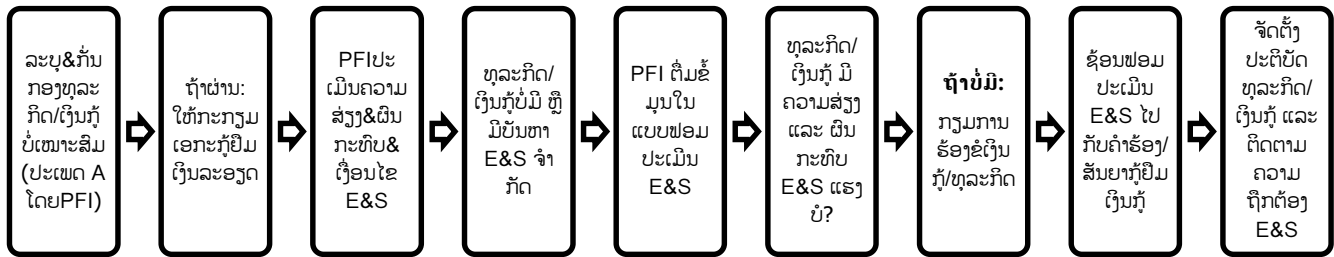 ລະບຸ&ກັ່ນ
ກອງທຸລະ
ກິດ/ເງິນກູ້
ບໍ່ເໝາະສົມ
(ປະເພດ A
ໂດຍPFI)
ຖ້າຜ່ານ:
ໃຫ້ກະກຽມ
ເອກະກູ້ຢືມ
ເງິນລະອຽດ
PFIປະ
ເມີນຄວາມ
ສ່ຽງ&ຜົນ
ກະທົບ&
ເງື່ອນໄຂ
E&S
ທຸລະກິດ/
ເງິນກູ້ບໍ່ມີ ຫຼື
ມີບັນຫາ
E&S ຈຳ
ກັດ
PFI ຕື່ມຂໍ້
ມູນໃນ
ແບບຟອມ
ປະເມີນ
E&S
ທຸລະກິດ/
ເງິນກູ້ ມີ
ຄວາມສ່ຽງ
ແລະ ຜົນ
ກະທົບ
E&S ແຮງ
ບໍ?
ຖ້າບໍ່ມີ:
ກຽມການ
ຮ້ອງຂໍເງິນ
ກູ້/ທຸລະກິດ
ຊ້ອນຟອມ
ປະເມີນ
E&S ໄປ
ກັບຄຳຮ້ອງ/
ສັນຍາກູ້ຢືມ
ເງິນກູ້
ຈັດຕັ້ງ
ປະຕິບັດ
ທຸລະກິດ/
ເງິນກູ້ ແລະ
ຕິດຕາມ
ຄວາມ
ຖືກຕ້ອງ
E&S